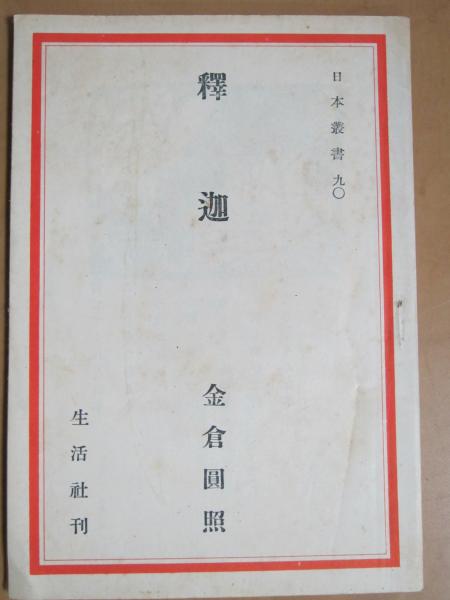 日本叢書 九〇
釋迦
金倉圓照
生活社刊